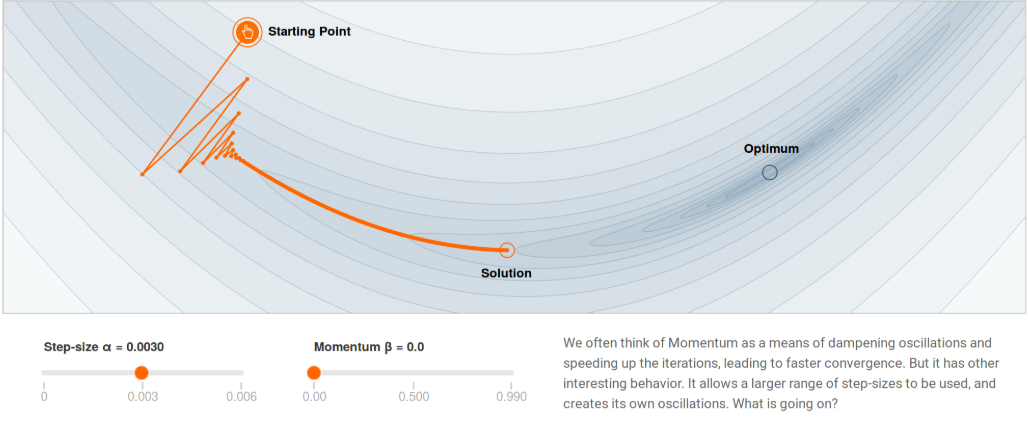 Starting Point
Optimum
Solution
Step-size α = 0.0030
Momentum β = 0.0
We often think of Momentum as a means of dampening oscillations and
speeding up the iterations, leading to faster convergence. But it has other
interesting behavior. It allows a larger range of step-sizes to be used, and
creates its own oscillations. What is going on?
0 0.003 0.006
0.00 0.500 0.990